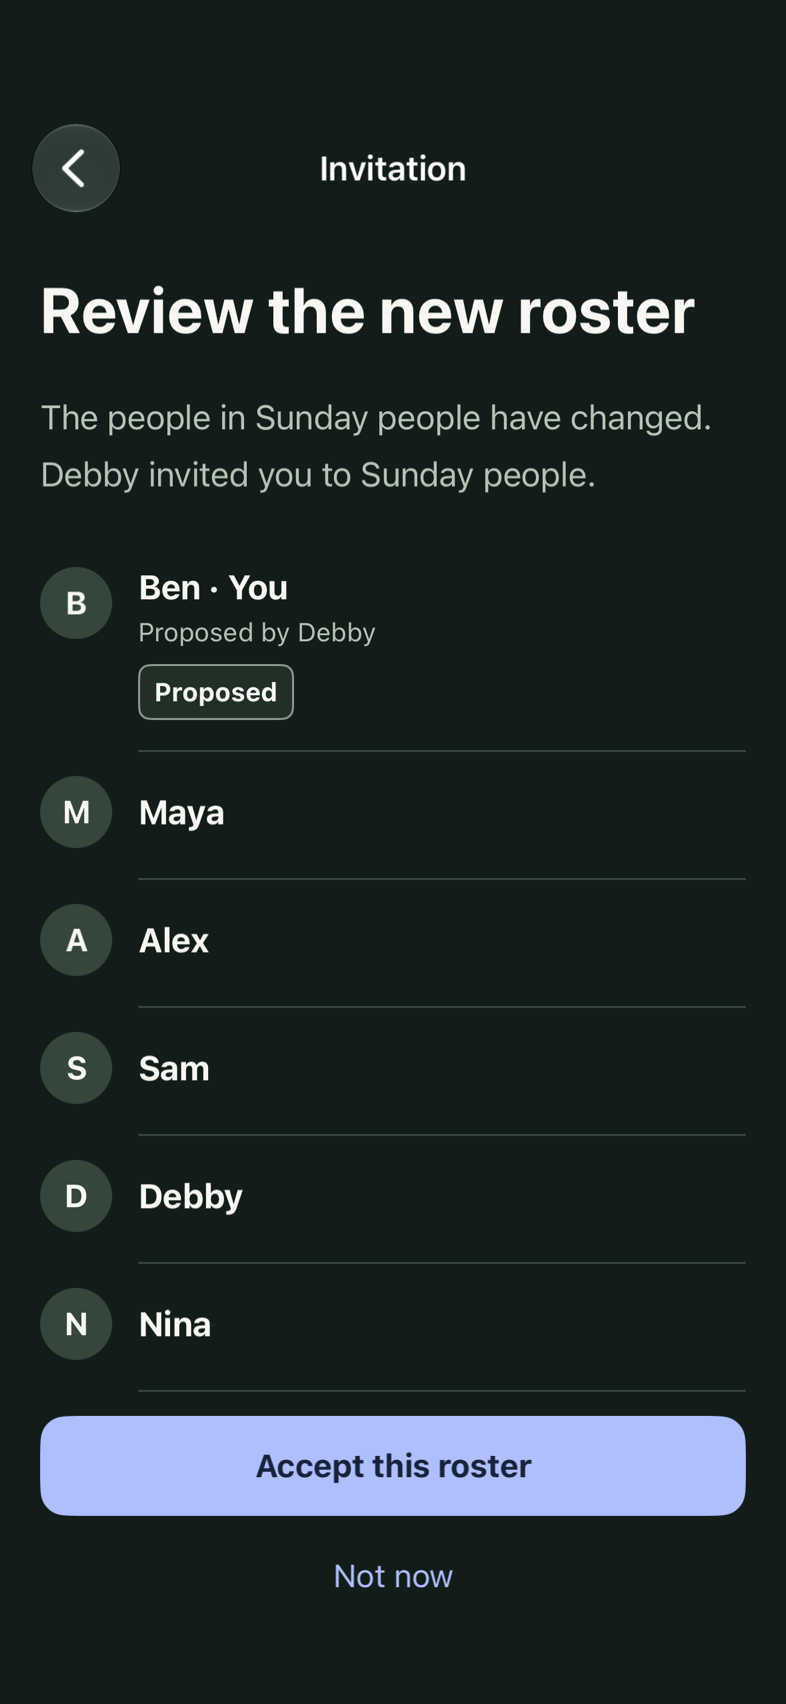 Invitation
Review the new roster
The people in Sunday people have changed.
Debby invited you to Sunday people.
B
Ben · You
Proposed by Debby
Proposed
M
Maya
A
Alex
S
Sam
D
Debby
N
Nina
Accept this roster
Not now